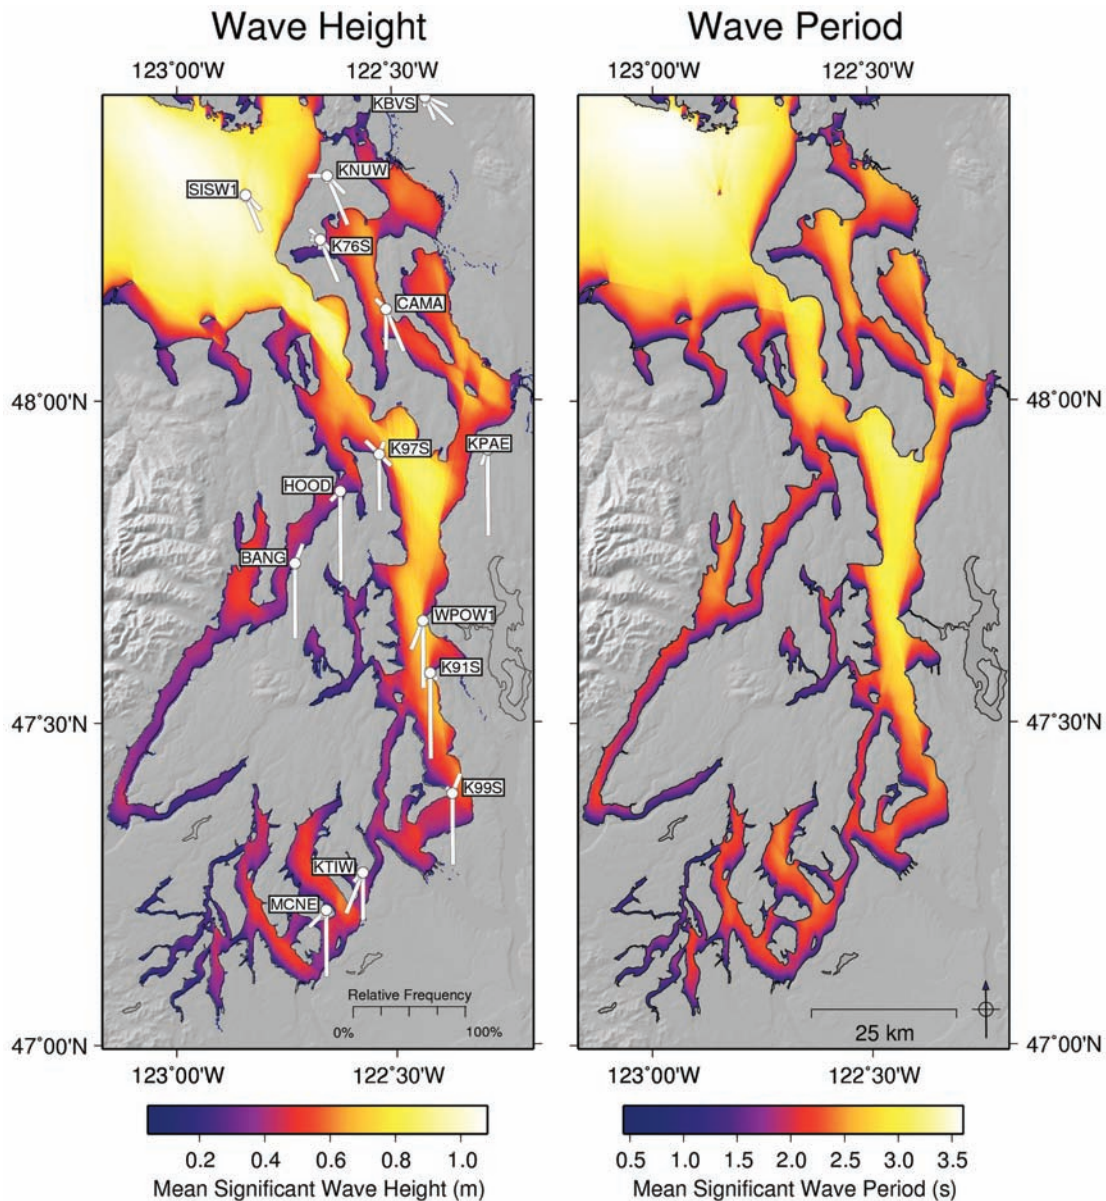 Wave Height
Wave Period
123°00'W
122°30'W
123°00'W
122°30'W
KBVS
KNUW
SISW1
K76S
CAMA
48°00'N
48°00'N
K97S
KPAE
HOOD
BANG
WPOW1
K91S
47°30'N
47°30'N
K99S
KTIW
MCNE
Relative Frequency
0%
100%
25 km
47°00'N
47°00'N
123°00'W
122°30'W
123°00'W
122°30'W
0.2 0.4 0.6 0.8 1.0
0.5 1.0 1.5 2.0 2.5 3.0 3.5
Mean Significant Wave Height (m)
Mean Significant Wave Period (s)